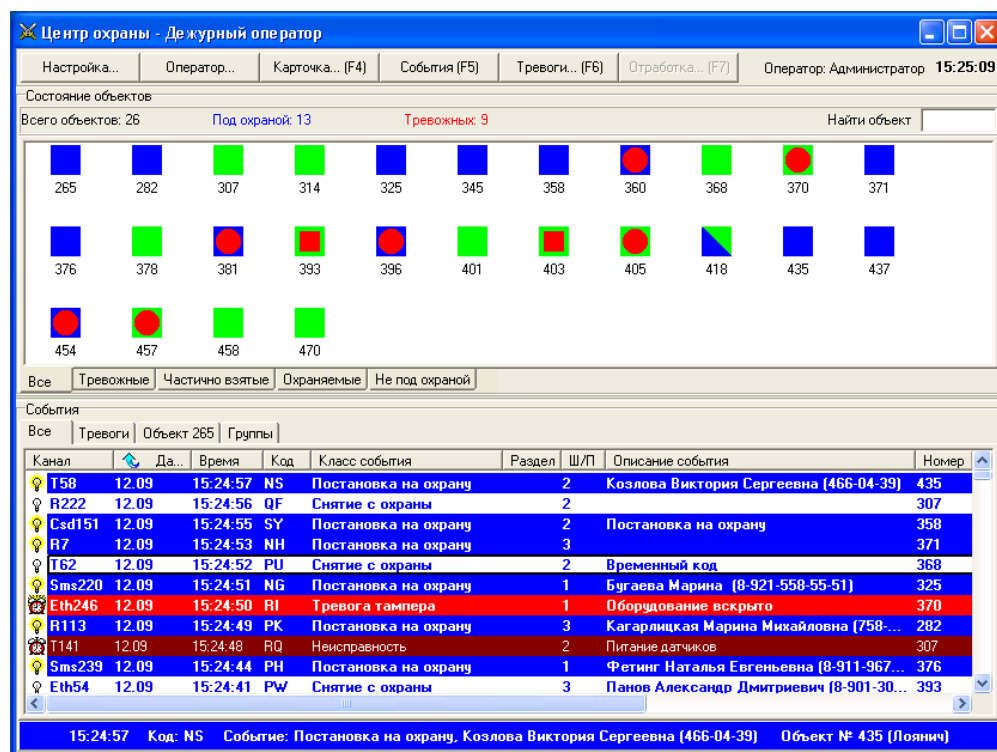 Центр охраны - Дежурный оператор
Настройка... Оператор... Карточка... (F4) События (F5) Тревоги... (F6) Отработка... (F7) Оператор: Администратор 15:25:09
Состояние объектов
Всего объектов: 26 Под охраной: 13 Тревожных: 9 Найти объект
265 282 307 314 325 345 358 360 368 370 371
376 378 381 393 396 401 403 405 418 435 437
454 457 458 470
Все Тревожные Частично взятые Охраняемые Не под охраной
События
Все Тревоги Объект 265 Группы
Канал Да... Время Код Класс события Раздел Ш/П Описание события Номер
T58 12.09 15:24:57 NS Постановка на охрану 2 Козлова Виктория Сергеевна (466-04-39) 435
R222 12.09 15:24:56 QF Снятие с охраны 2 307
Csd151 12.09 15:24:55 SY Постановка на охрану 2 Постановка на охрану 358
R7 12.09 15:24:53 NH Постановка на охрану 3 371
T62 12.09 15:24:52 PU Снятие с охраны 2 Временный код 368
Sms220 12.09 15:24:51 NG Постановка на охрану 1 Бугаева Марина (8-921-558-55-51) 325
Eth246 12.09 15:24:50 RI Тревога тампера 1 Оборудование вскрыто 370
R113 12.09 15:24:49 PK Постановка на охрану 3 Кагарлицкая Марина Михайловна (758-... 282
T141 12.09 15:24:48 RQ Неисправность 2 Питание датчиков 307
Sms239 12.09 15:24:44 PH Постановка на охрану 1 Фетинг Наталья Евгеньевна (8-911-967... 376
Eth54 12.09 15:24:41 PW Снятие с охраны 3 Панов Александр Дмитриевич (8-901-30... 393
15:24:57 Код: NS Событие: Постановка на охрану, Козлова Виктория Сергеевна (466-04-39) Объект № 435 (Лоянич)